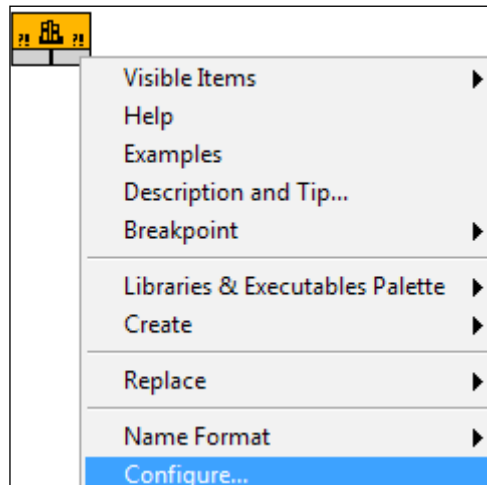 ?! ?!
Visible Items
Help
Examples
Description and Tip...
Breakpoint
Libraries & Executables Palette
Create
Replace
Name Format
Configure...